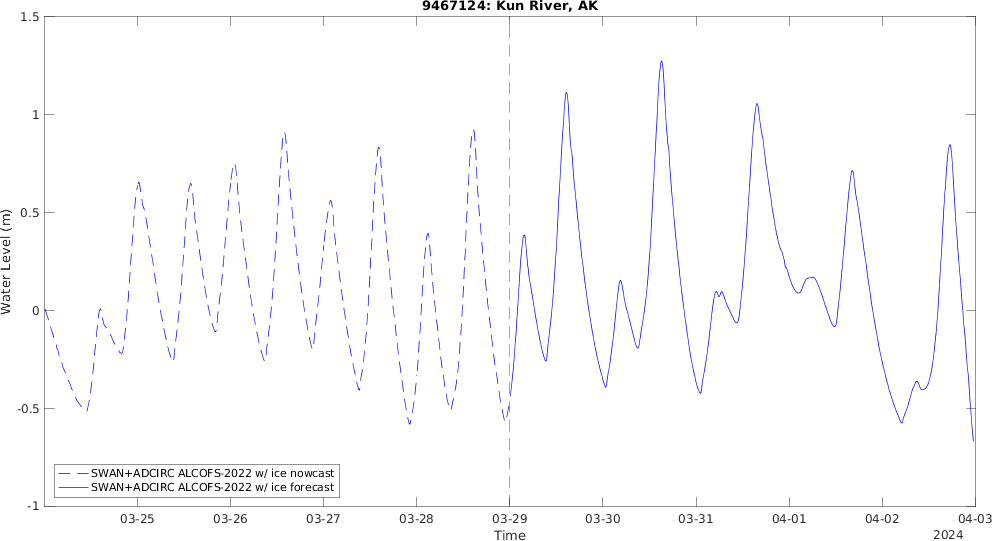 9467124: Kun River, AK
1.5
1
0.5
0
-0.5
-1
Water Level (m)
SWAN+ADCIRC ALCOFS-2022 w/ ice nowcast
SWAN+ADCIRC ALCOFS-2022 w/ ice forecast
03-25 03-26 03-27 03-28 03-29 03-30 03-31 04-01 04-02 04-03
Time
2024